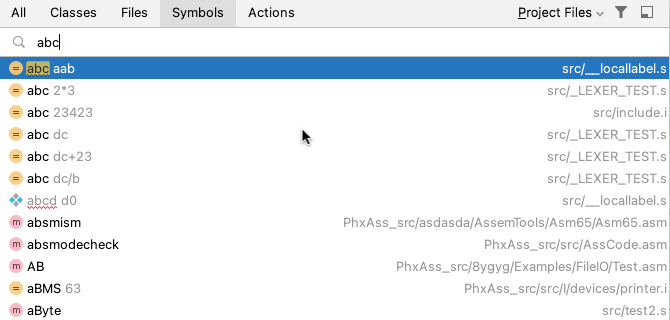 All Classes Files Symbols Actions Project Files
abc
= abc aab src/__locallabel.s
= abc 2*3 src/_LEXER_TEST.s
= abc 23423 src/include.i
= abc dc src/_LEXER_TEST.s
= abc dc+23 src/_LEXER_TEST.s
= abc dc/b src/_LEXER_TEST.s
abcd d0 src/__locallabel.s
m absmism PhxAss_src/asdasda/AssemTools/Asm65/Asm65.asm
m absmodecheck PhxAss_src/src/AssCode.asm
m AB PhxAss_src/8ygyg/Examples/FileIO/Test.asm
= aBMS 63 PhxAss_src/src/I/devices/printer.i
m aByte src/test2.s